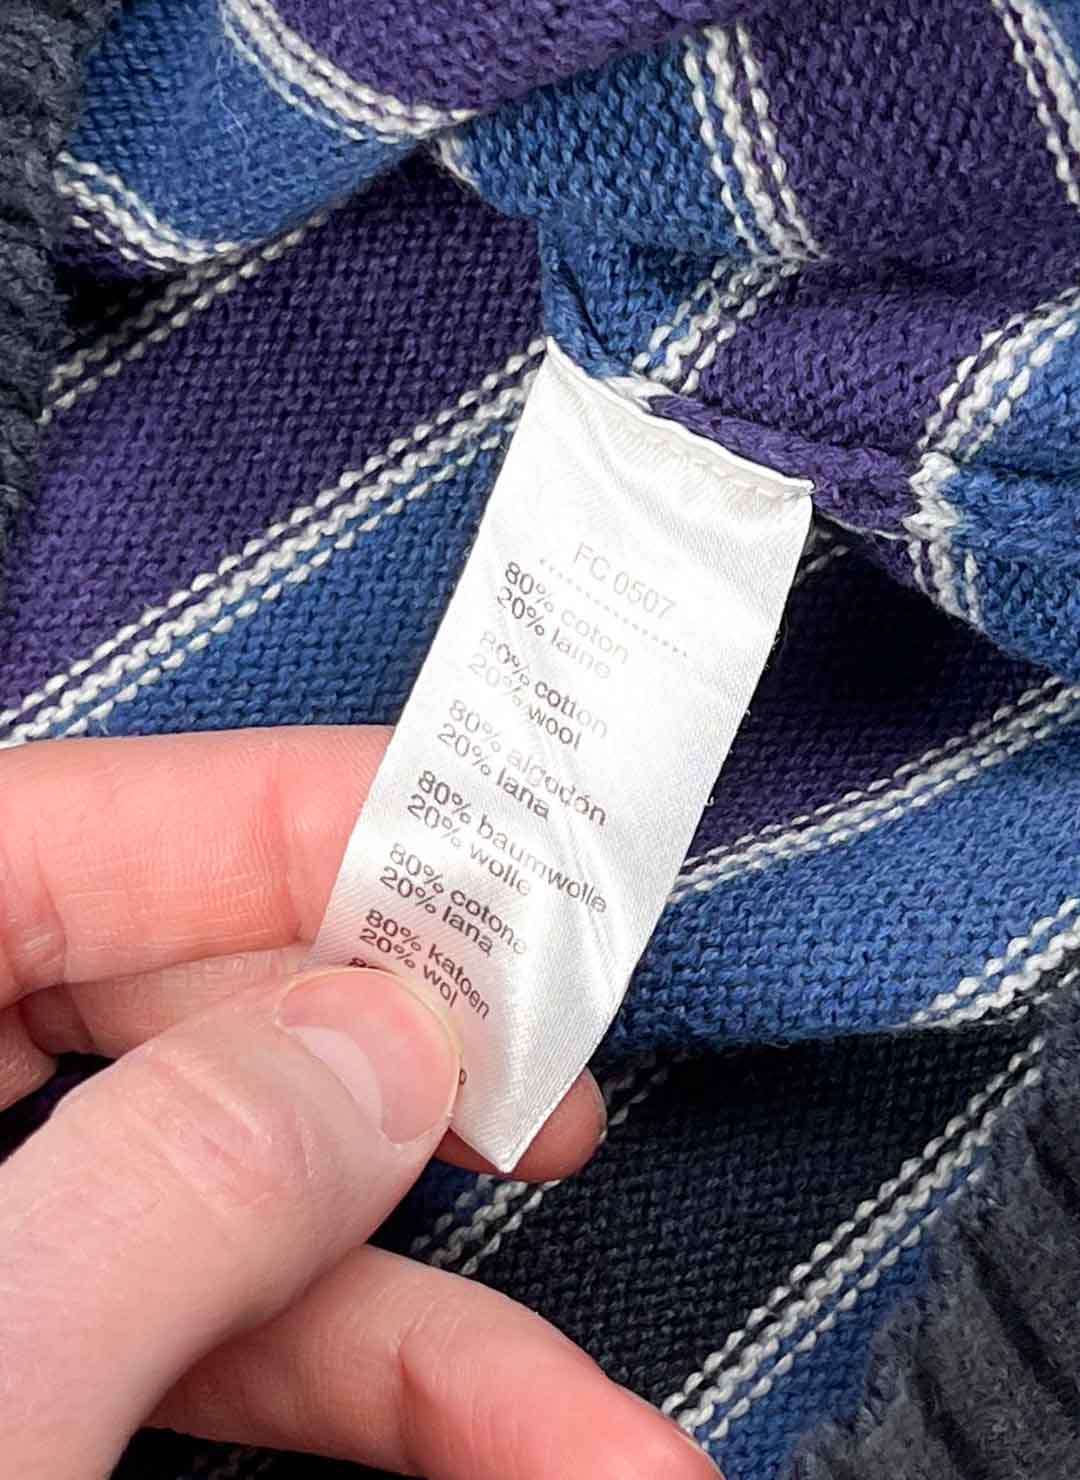 FC 0507
80% coton
20% laine
80% cotton
20% wool
80% algodón
20% lana
80% baumwolle
20% wolle
80% cotone
20% lana
80% katoen
20% wol